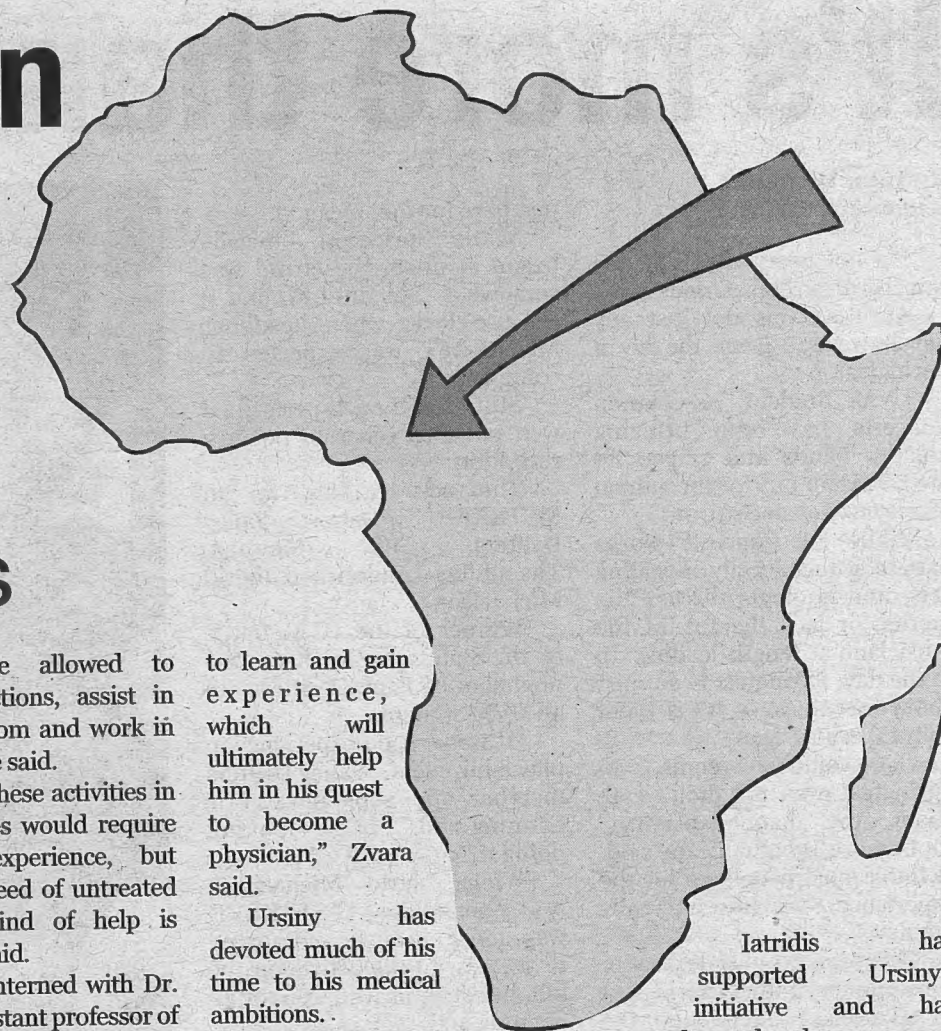 n
s
e allowed to
ctions, assist in
om and work in
e said.
hese activities in
es would require
experience, but
eed of untreated
ind of help is
aid.
nterned with Dr.
stant professor of
to learn and gain
experience,
which will
ultimately help
him in his quest
to become a
physician,” Zvara
said.
Ursiny has
devoted much of his
time to his medical
ambitions.
Iatridis ha
supported Ursiny
initiative and ha